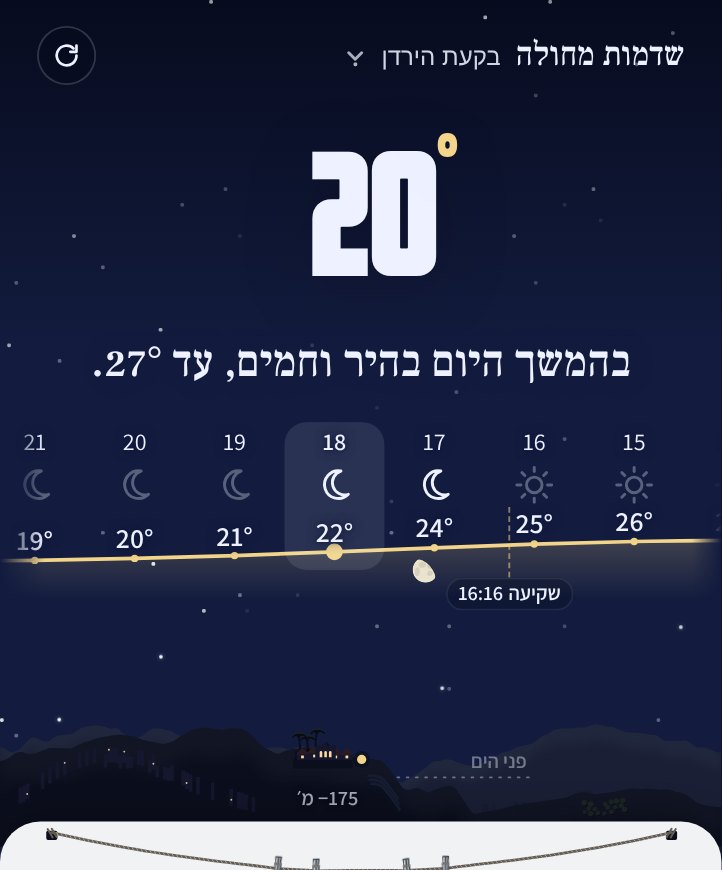 שדמות מחולה בקעת הירדן
20°
בהמשך היום בהיר וחמים, עד 27°.
15 16 17 18 19 20 21
26° 25° 24° 22° 21° 20° 19°
שקיעה 16:16
פני הים
−175 מ׳